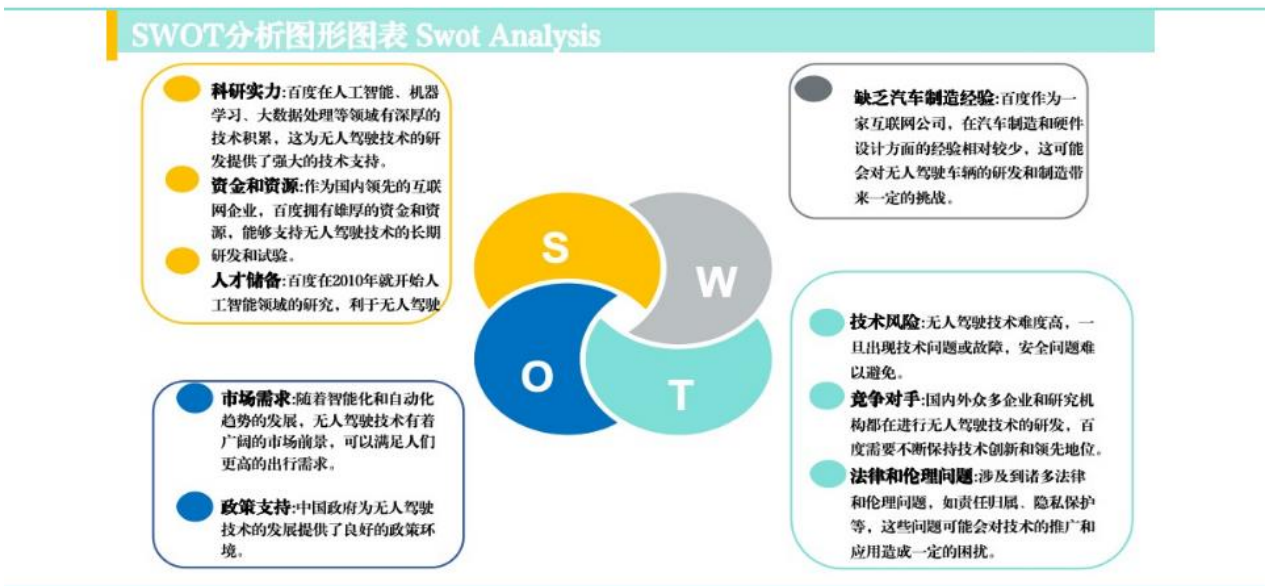 SWOT分析图形图表 Swot Analysis
科研实力:百度在人工智能、机器
学习、大数据处理等领域有深厚的
技术积累，这为无人驾驶技术的研
发提供了强大的技术支持。
资金和资源:作为国内领先的互联
网企业，百度拥有雄厚的资金和资
源，能够支持无人驾驶技术的长期
研发和试验。
人才储备:百度在2010年就开始人
工智能领域的研究，利于无人驾驶
缺乏汽车制造经验:百度作为一
家互联网公司，在汽车制造和硬件
设计方面的经验相对较少，这可能
会对无人驾驶车辆的研发和制造带
来一定的挑战。
S
W
O
T
市场需求:随着智能化和自动化
趋势的发展，无人驾驶技术有着
广阔的市场前景，可以满足人们
更高的出行需求。
政策支持:中国政府为无人驾驶
技术的发展提供了良好的政策环
境。
技术风险:无人驾驶技术难度高，一
旦出现技术问题或故障，安全问题难
以避免。
竞争对手:国内外众多企业和研究机
构都在进行无人驾驶技术的研发，百
度需要不断保持技术创新和领先地位。
法律和伦理问题:涉及到诸多法律
和伦理问题，如责任归属、隐私保护
等，这些问题可能会对技术的推广和
应用造成一定的困扰。